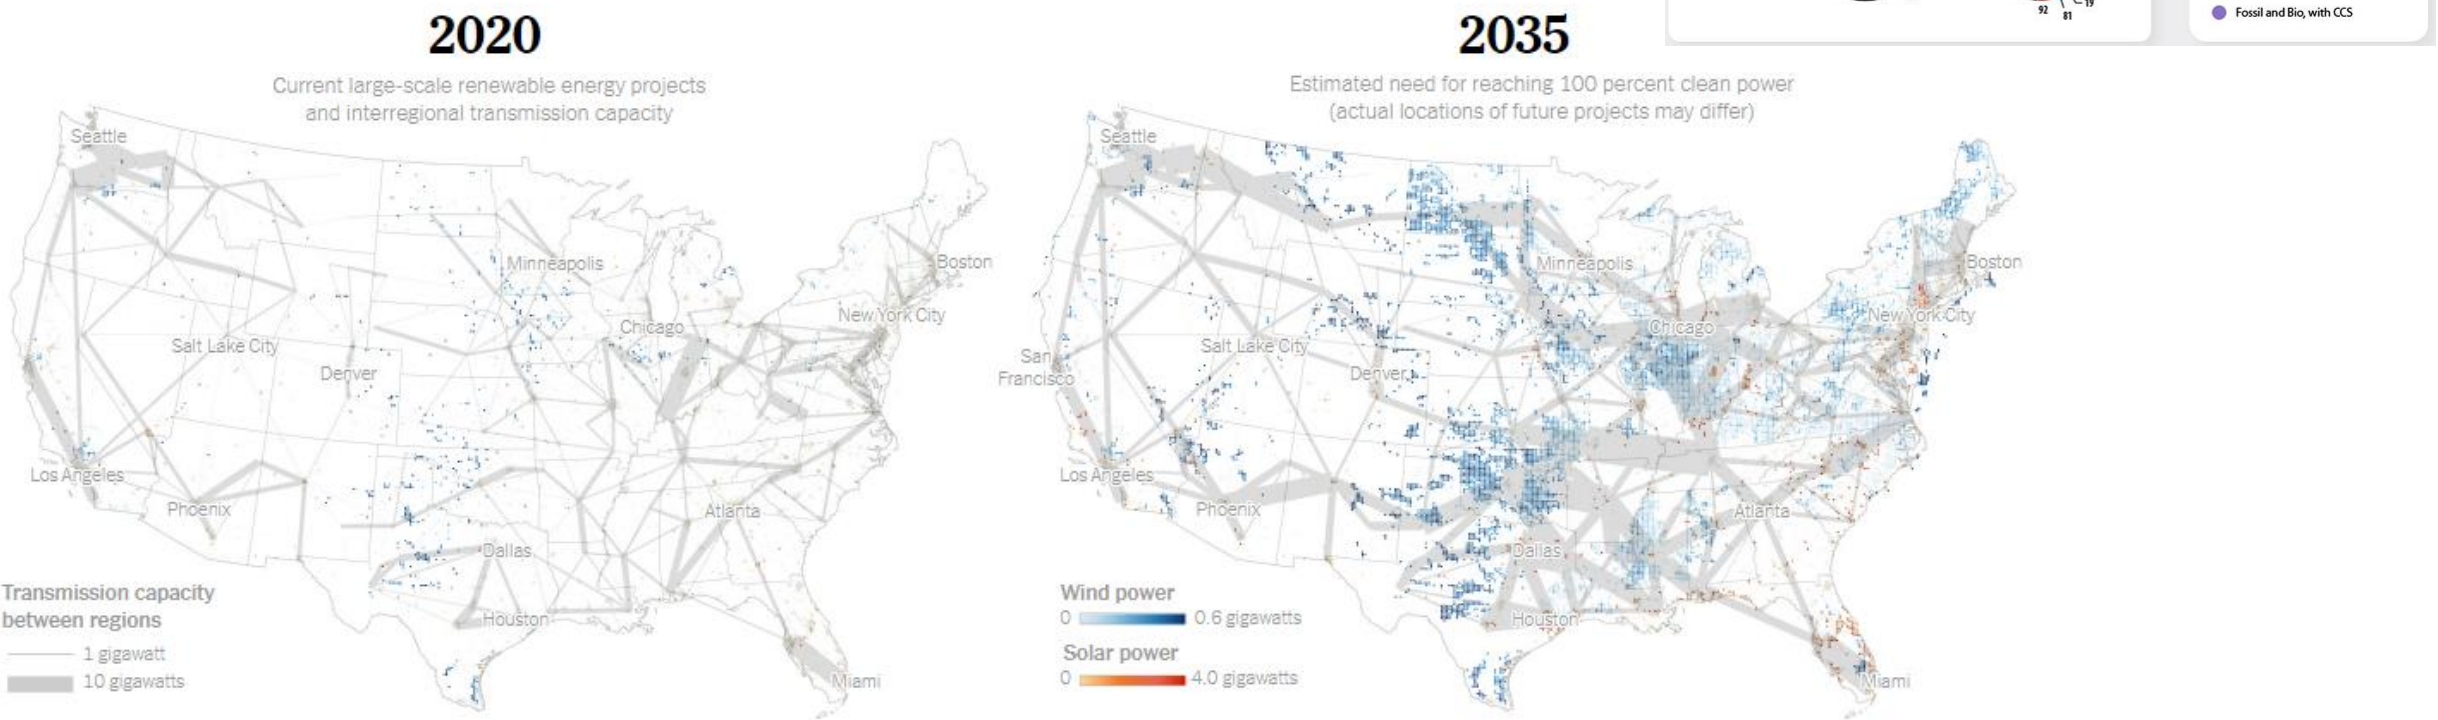 2020
Current large-scale renewable energy projects
and interregional transmission capacity
Seattle
Minneapolis
Boston
New York City
Chicago
Salt Lake City
Denver
Los Angeles
Phoenix
Atlanta
Dallas
Houston
Miami
Transmission capacity
between regions
1 gigawatt
10 gigawatts
2035
Estimated need for reaching 100 percent clean power
(actual locations of future projects may differ)
Seattle
Minneapolis
Boston
New York City
Chicago
Salt Lake City
San
Francisco
Denver
Los Angeles
Phoenix
Atlanta
Dallas
Houston
Miami
Wind power
0 0.6 gigawatts
Solar power
0 4.0 gigawatts
92 81 19
Fossil and Bio, with CCS